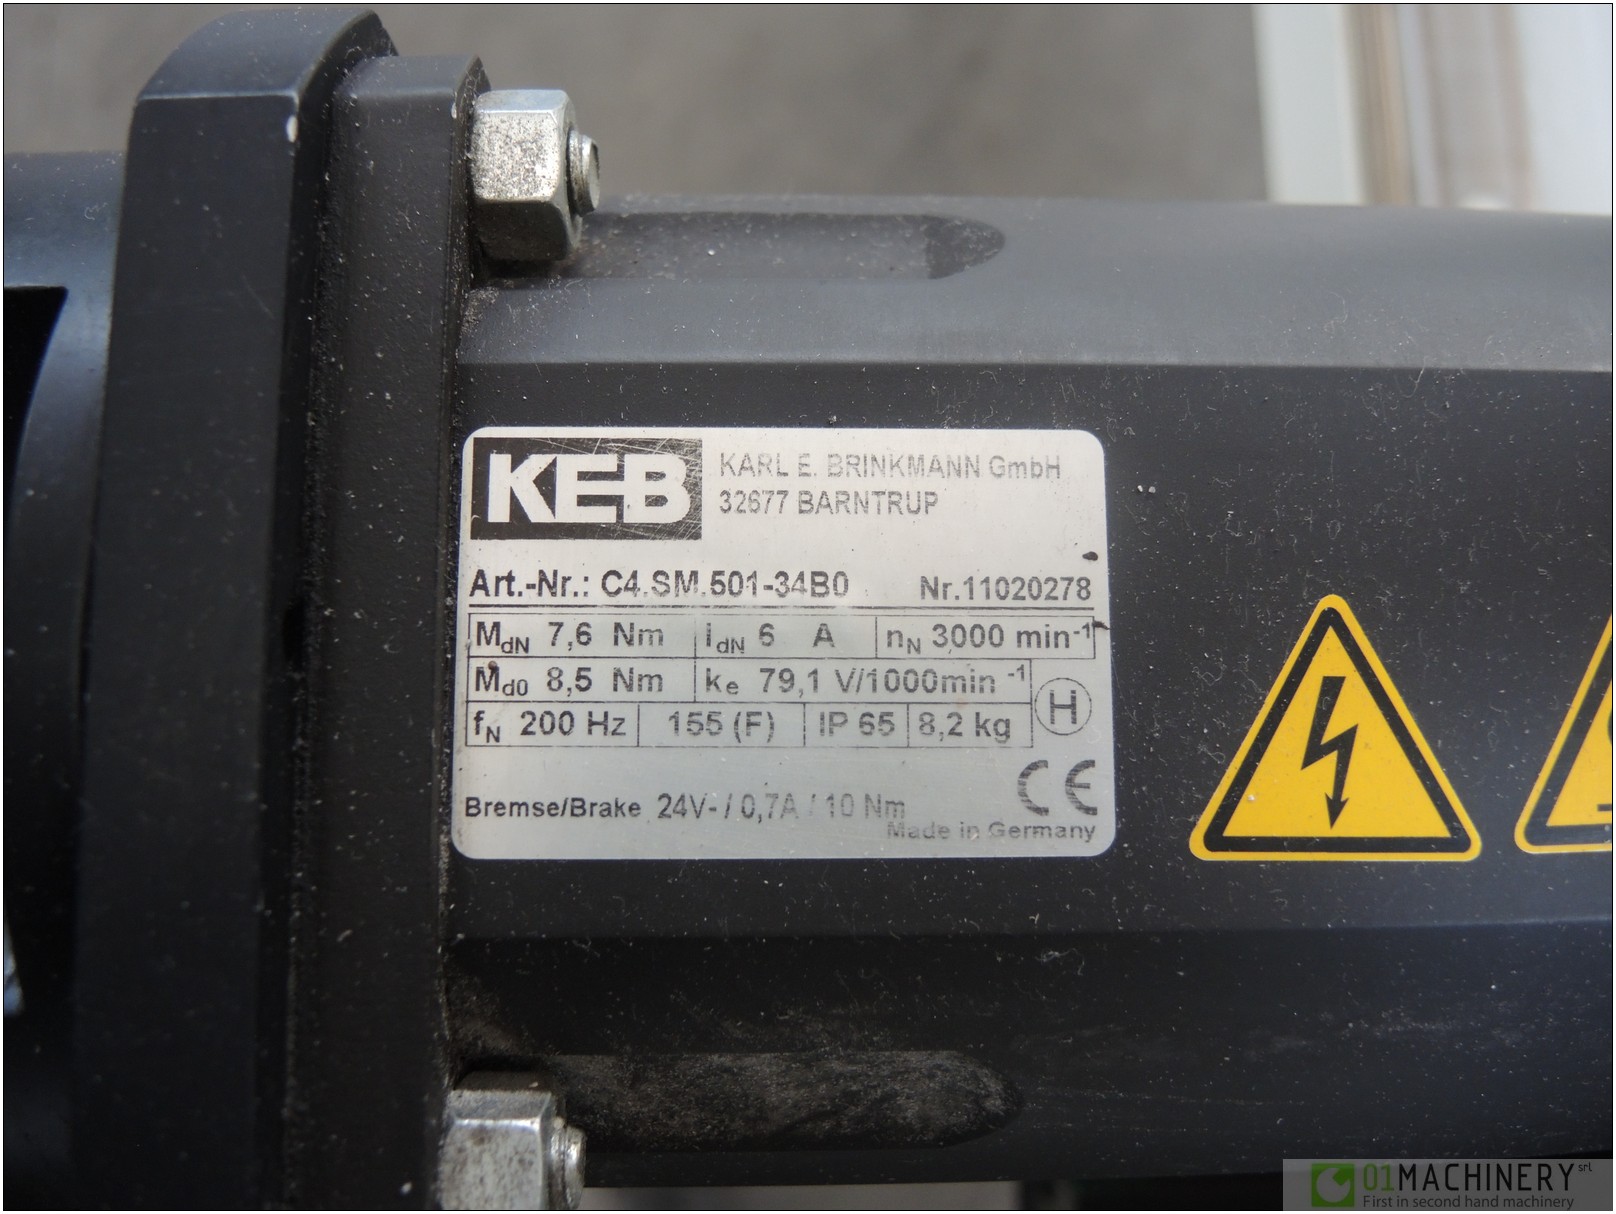 KEB
KARL E. BRINKMANN GmbH
32677 BARNTRUP
Art.-Nr.: C4.SM.501-34B0 Nr.11020278
MdN 7,6 Nm IdN 6 A nN 3000 min-1
Md0 8,5 Nm ke 79,1 V/1000min -1
H
fN 200 Hz 155 (F) IP 65 8,2 kg
CE
Bremse/Brake 24V- / 0,7A / 10 Nm
Made in Germany
01MACHINERY srl
First in second hand machinery